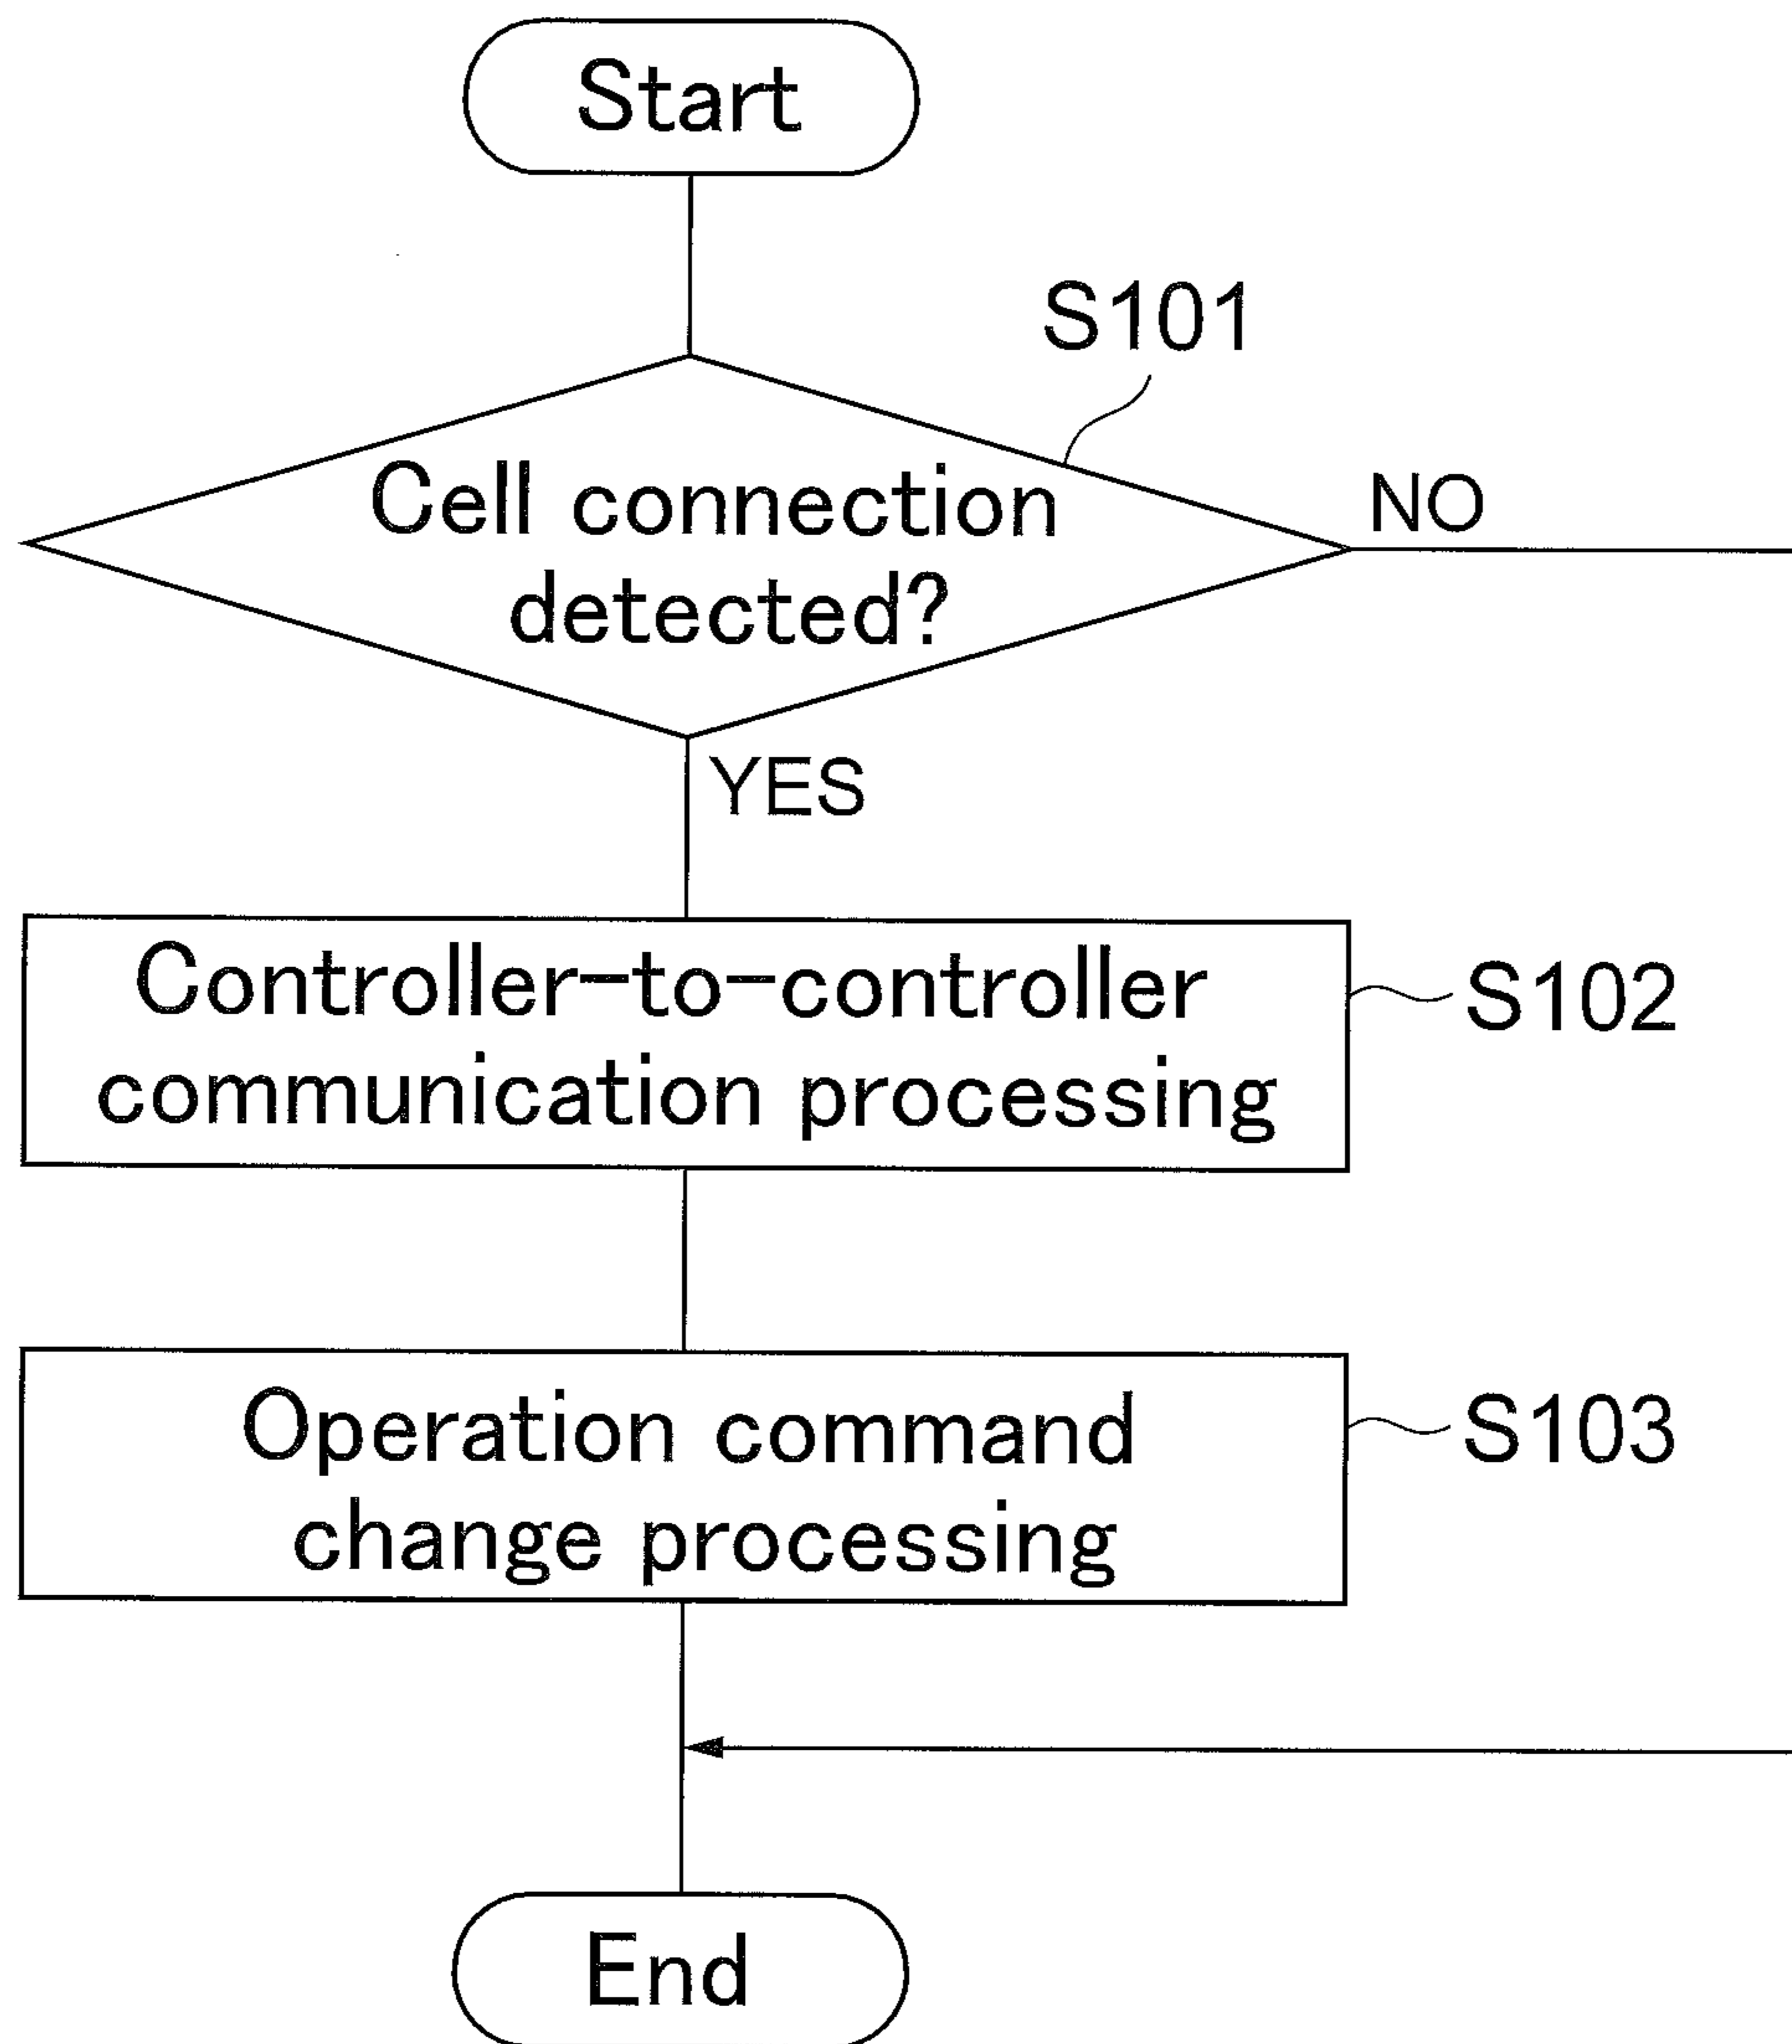 Start
S101
Cell connection
detected?
NO
YES
Controller-to-controller
communication processing
S102
Operation command
change processing
S103
End